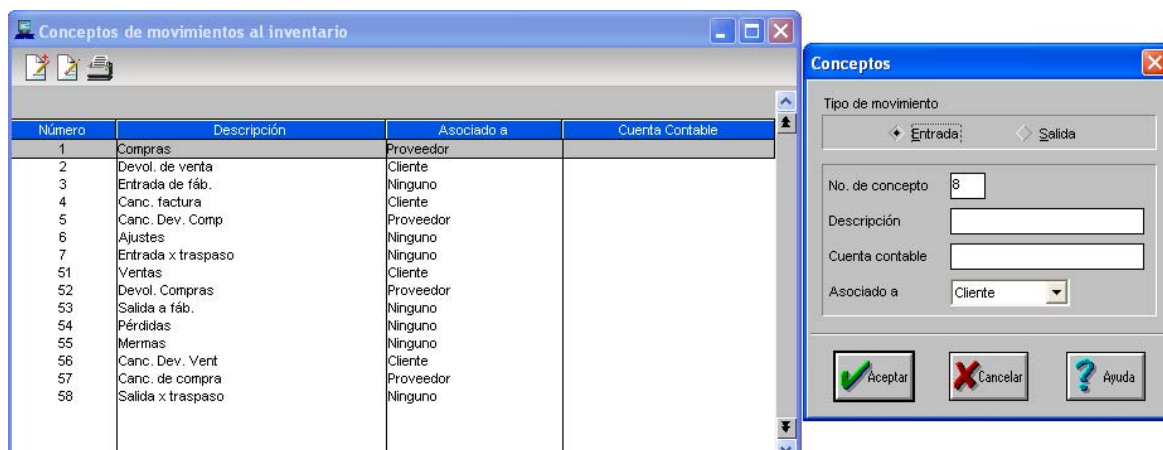 Conceptos de movimientos al inventario
Número Descripción Asociado a Cuenta Contable
1 Compras Proveedor
2 Devol. de venta Cliente
3 Entrada de fáb. Ninguno
4 Canc. factura Cliente
5 Canc. Dev. Comp Proveedor
6 Ajustes Ninguno
7 Entrada x traspaso Ninguno
51 Ventas Cliente
52 Devol. Compras Proveedor
53 Salida a fáb. Ninguno
54 Pérdidas Ninguno
55 Mermas Ninguno
56 Canc. Dev. Vent Cliente
57 Canc. de compra Proveedor
58 Salida x traspaso Ninguno
Conceptos
Tipo de movimiento
Entrada Salida
No. de concepto 8
Descripción
Cuenta contable
Asociado a Cliente
Aceptar Cancelar Ayuda